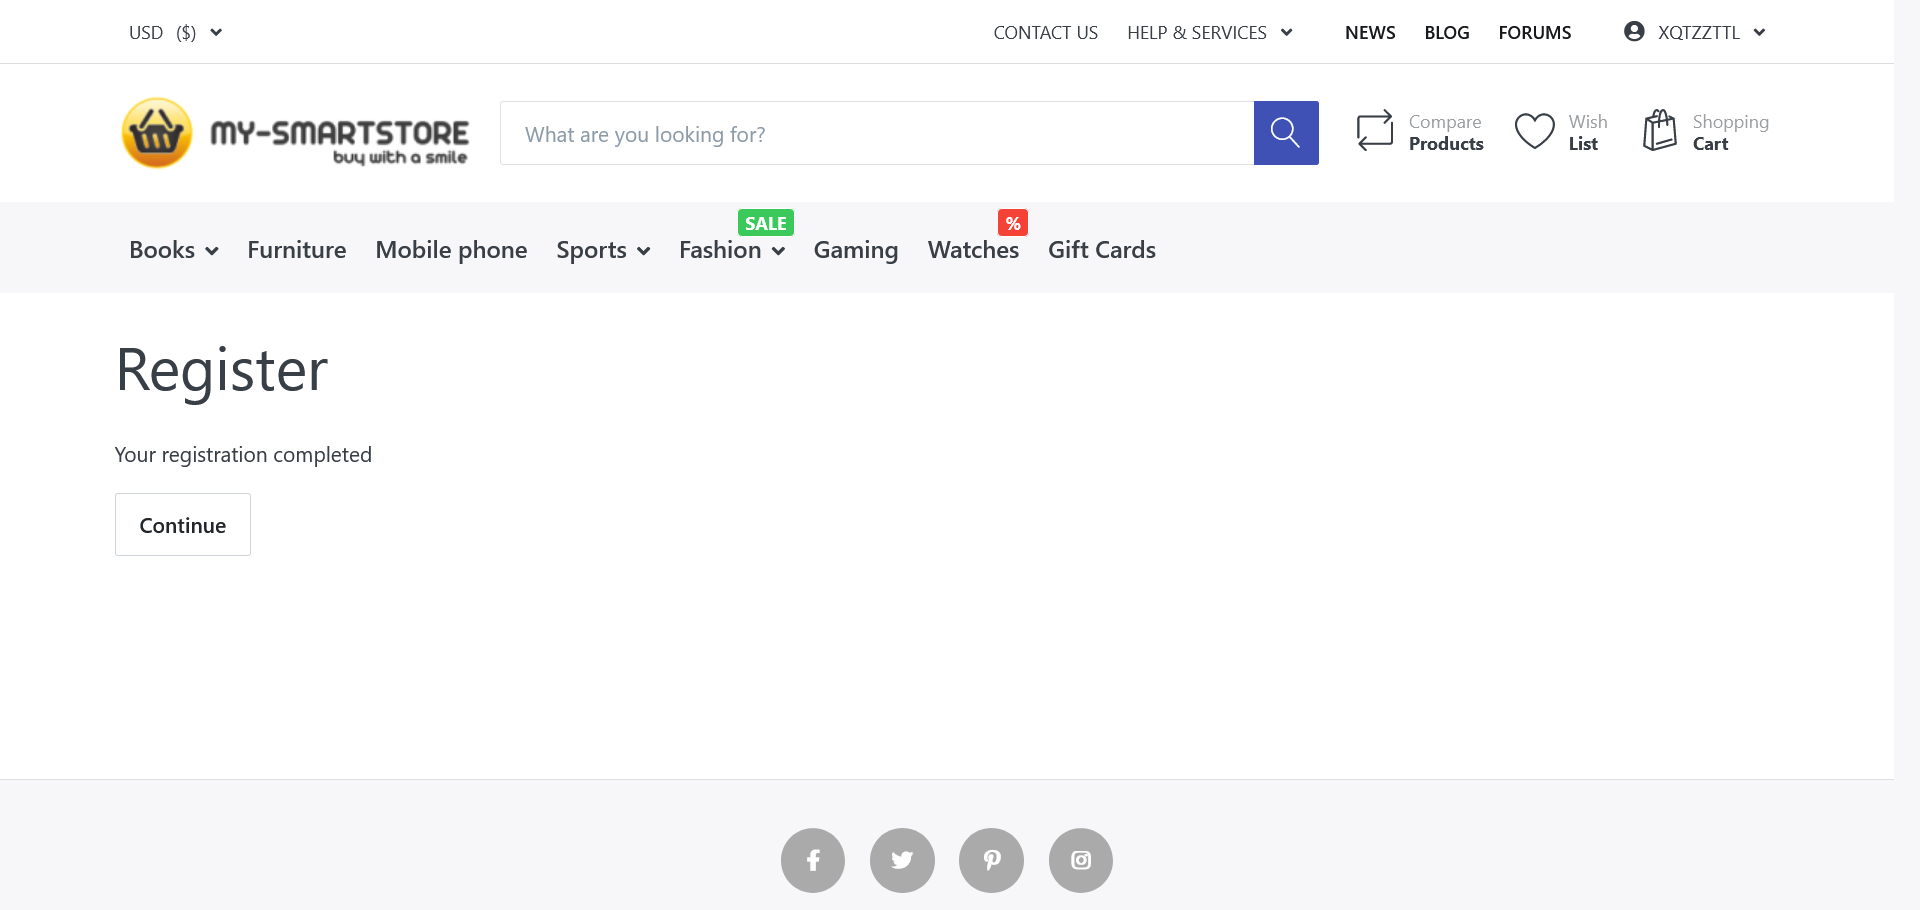 USD ($)
CONTACT US
HELP & SERVICES
NEWS
BLOG
FORUMS
XQTZZTTL
MY-SMARTSTORE
buy with a smile
What are you looking for?
Compare
Products
Wish
List
Shopping
Cart
SALE
%
Books
Furniture
Mobile phone
Sports
Fashion
Gaming
Watches
Gift Cards
Register
Your registration completed
Continue